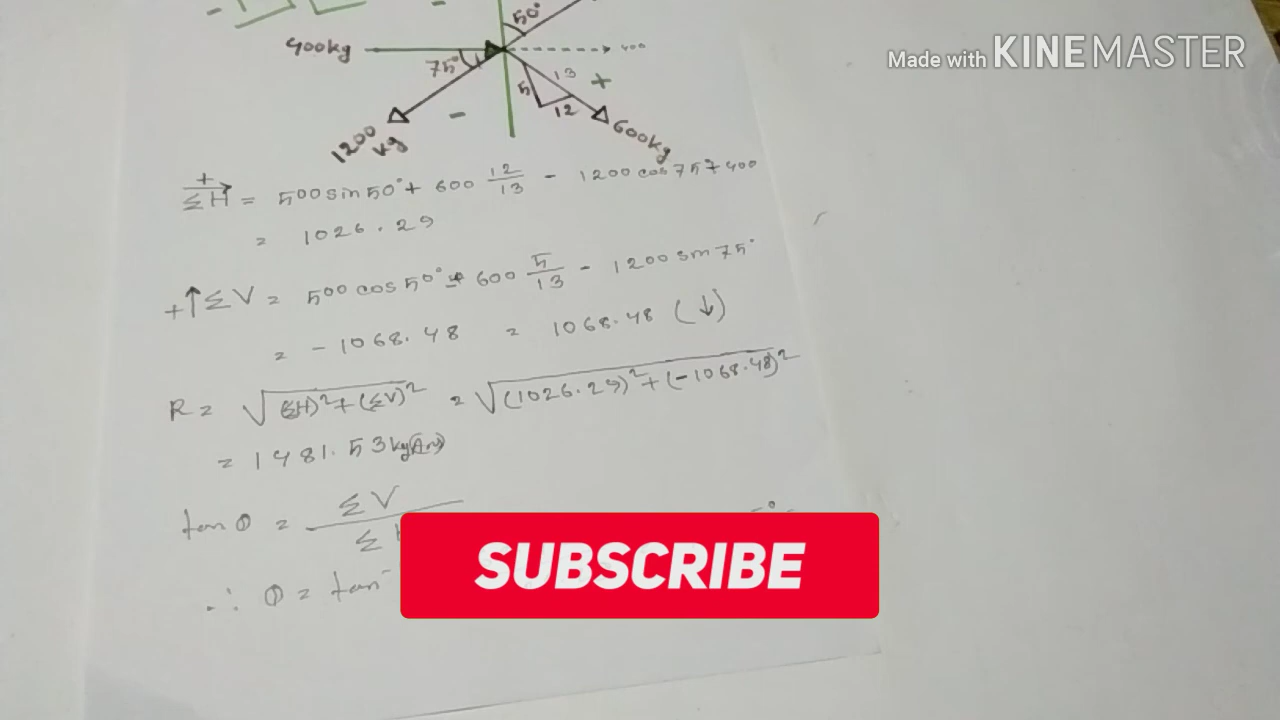 50°
Made with KINEMASTER
400kg
400
75°
13
+
5
12
-
1200 kg
600kg
+→ ΣH = 500 sin 50° + 600 12/13 - 1200 cos 75° + 400
= 1026.29
+↑ΣV = 500 cos 50° - 600 5/13 - 1200 sin 75°
= - 1068.48 = 1068.48 (↓)
R = √(ΣH)²+(ΣV)² = √(1026.29)²+(-1068.48)²
= 1481.53 kg (Ans)
tan θ = ΣV / Σ
∴ θ = tan⁻
SUBSCRIBE